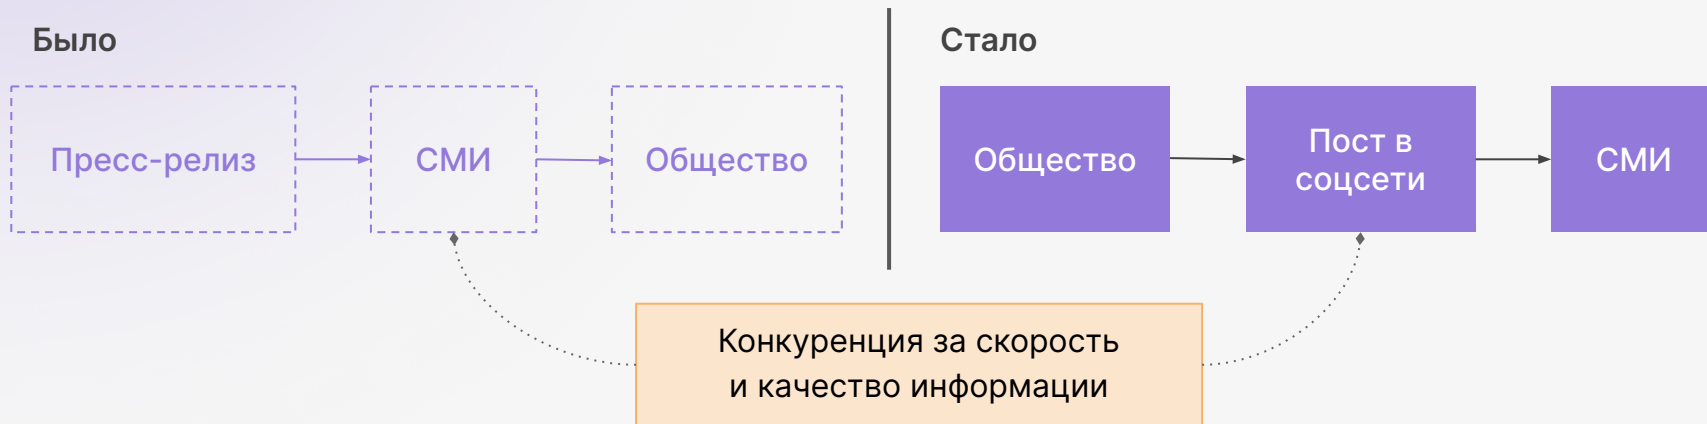 Было
Пресс-релиз
СМИ
Общество
Стало
Общество
Пост в
соцсети
СМИ
Конкуренция за скорость
и качество информации